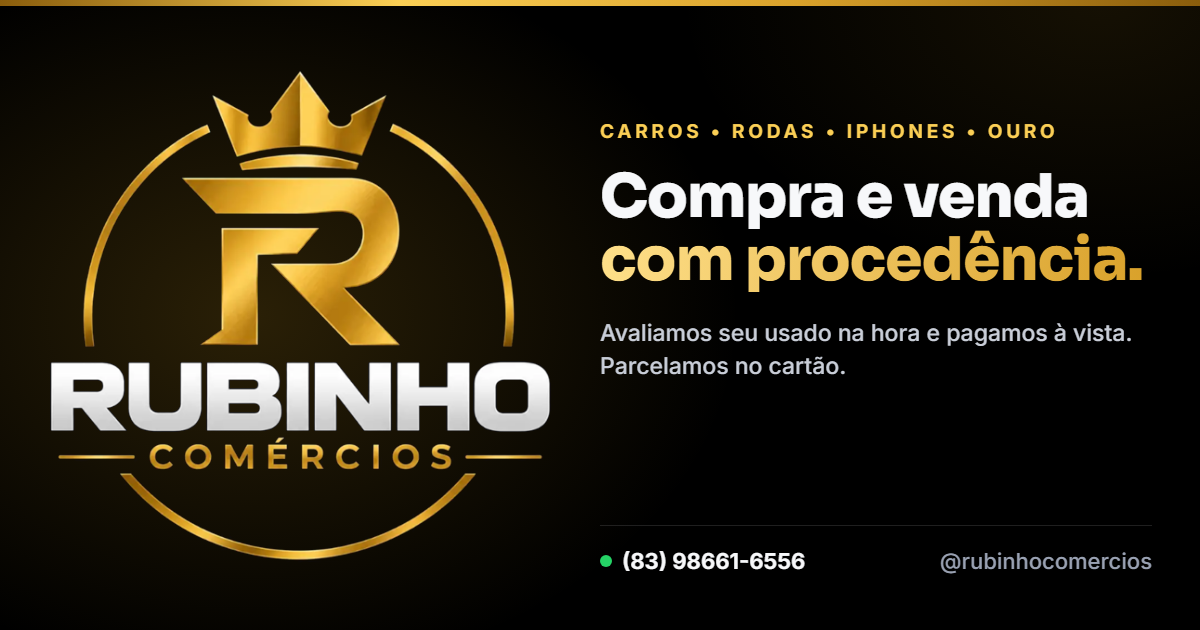 R
RUBINHO
COMÉRCIOS
CARROS • RODAS • IPHONES • OURO
Compra e venda
com procedência.
Avaliamos seu usado na hora e pagamos à vista.
Parcelamos no cartão.
(83) 98661-6556
@rubinhocomercios